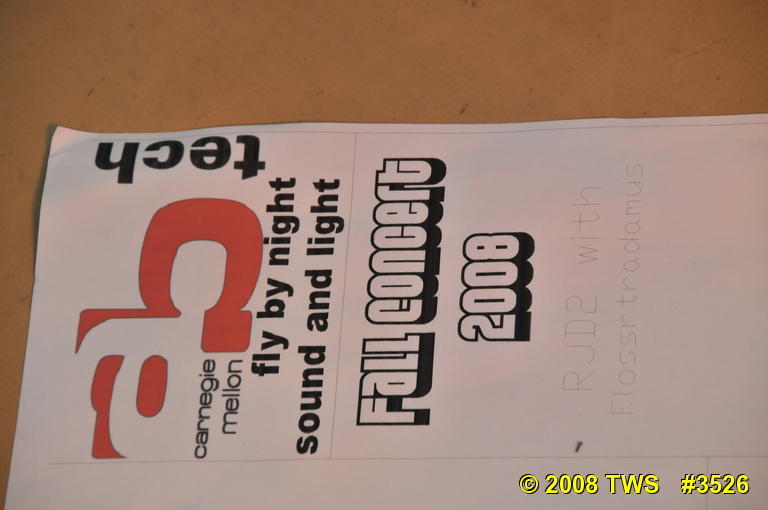 ab
tech
carnegie
mellon
fly by night
sound and light
Fall concert
2008
RJD2 with
Flossrtradamus
© 2008 TWS #3526